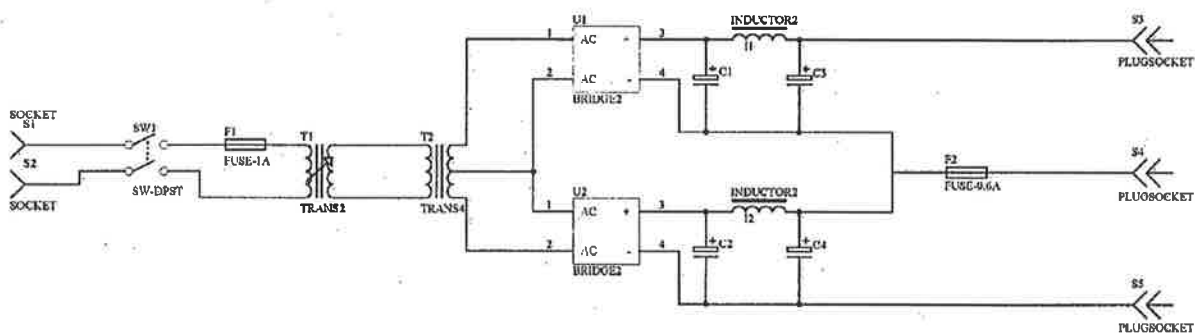 U1
INDUCTOR2
S3
1
AC
+
3
I1
2
AC
-
4
C1
+
C3
+
PLUGSOCKET
BRIDGE2
SOCKET
S1
SW1
F1
T1
T2
FUSE-1A
S2
SW-DPST
SOCKET
TRANS2
TRANS4
F2
FUSE-0.6A
S4
PLUGSOCKET
U2
INDUCTOR2
1
AC
+
3
I2
2
AC
-
4
C2
+
C4
+
BRIDGE2
S5
PLUGSOCKET